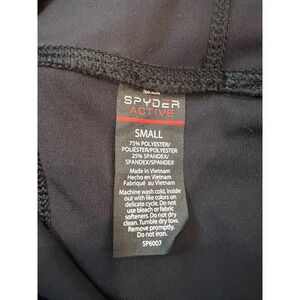 SPYDER
ACTIVE
SMALL
75% POLYESTER/
POLIÉSTER/POLYESTER
25% SPANDEX/
SPANDEX/SPANDEX
Made in Vietnam
Hecho en Vietnam
Fabriqué au Vietnam
Machine wash cold, inside
out with like colors on
delicate cycle. Do not
use bleach or fabric
softeners. Do not dry
clean. Tumble dry low.
Remove promptly.
Do not iron.
SP6007